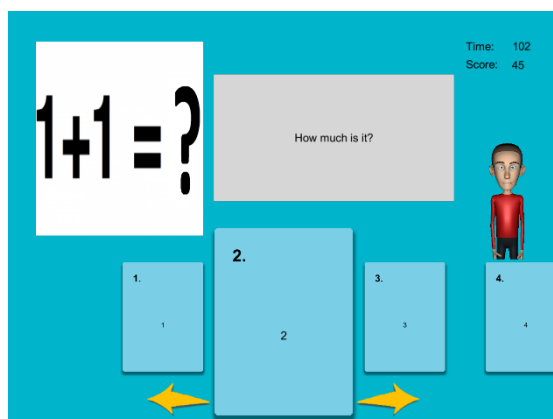 Time: 102
Score: 45
1+1 = ?
How much is it?
1.
1
2.
2
3.
3
4.
4